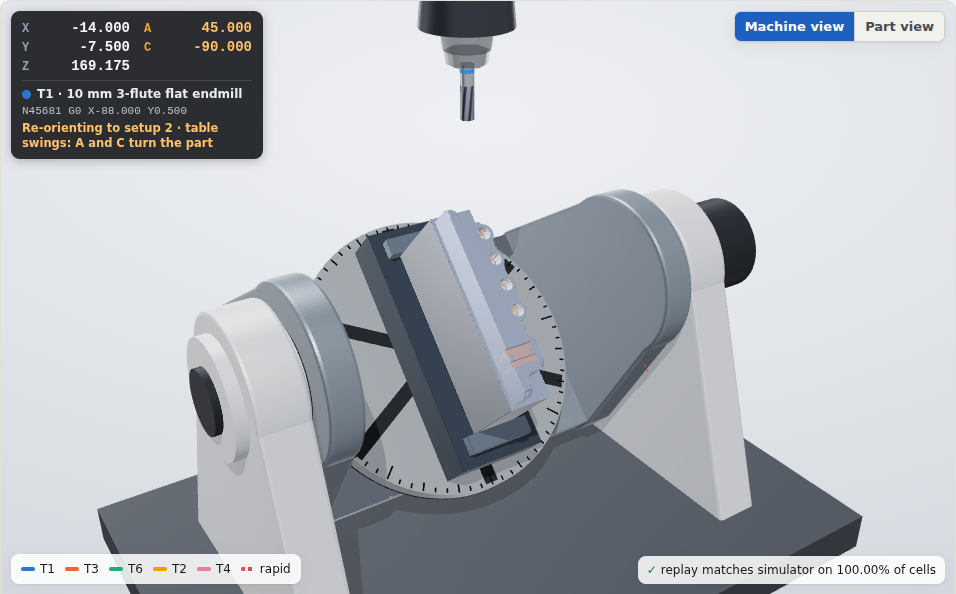 X -14.000 A 45.000
Y -7.500 C -90.000
Z 169.175
T1 · 10 mm 3-flute flat endmill
N45681 G0 X-88.000 Y0.500
Re-orienting to setup 2 · table
swings: A and C turn the part
Machine view Part view
T1 T3 T6 T2 T4 rapid
✓ replay matches simulator on 100.00% of cells